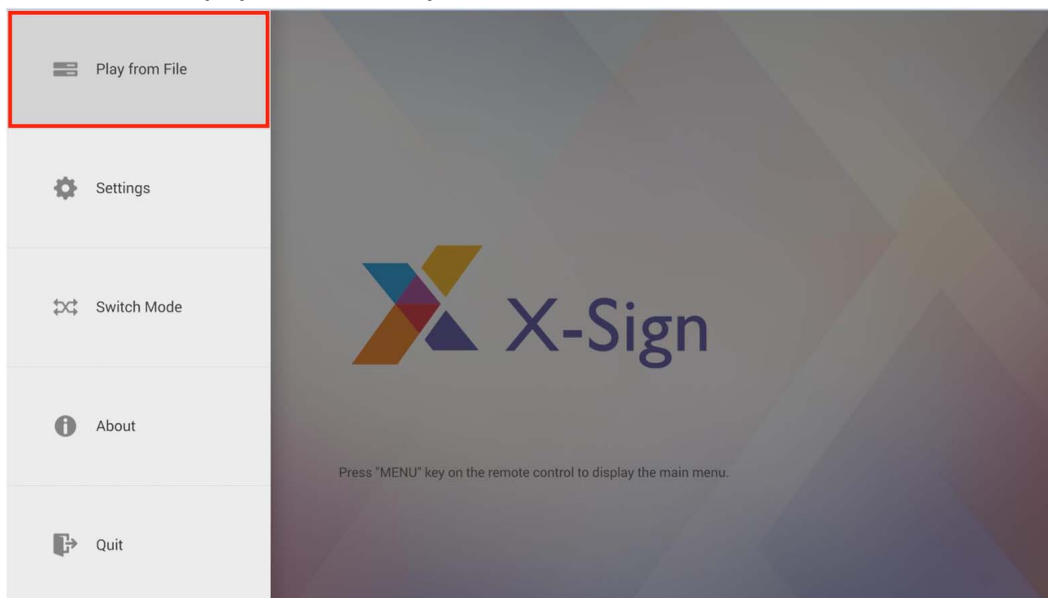 Play from File
Settings
Switch Mode
About
Quit
X-Sign
Press "MENU" key on the remote control to display the main menu.